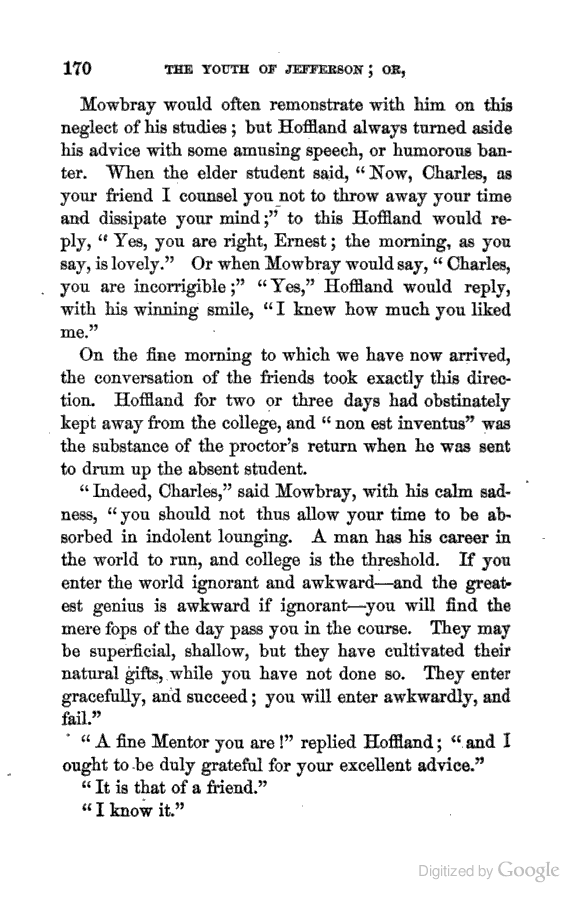 170 THE YOUTH OF JEFFERSON; OR,
Mowbray would often remonstrate with him on this
neglect of his studies; but Hoffland always turned aside
his advice with some amusing speech, or humorous ban-
ter. When the elder student said, "Now, Charles, as
your friend I counsel you not to throw away your time
and dissipate your mind;" to this Hoffland would re-
ply, "Yes, you are right, Ernest; the morning, as you
say, is lovely." Or when Mowbray would say, "Charles,
you are incorrigible;" "Yes," Hoffland would reply,
with his winning smile, "I knew how much you liked
me."
On the fine morning to which we have now arrived,
the conversation of the friends took exactly this direc-
tion. Hoffland for two or three days had obstinately
kept away from the college, and "non est inventus" was
the substance of the proctor's return when he was sent
to drum up the absent student.
"Indeed, Charles," said Mowbray, with his calm sad-
ness, "you should not thus allow your time to be ab-
sorbed in indolent lounging. A man has his career in
the world to run, and college is the threshold. If you
enter the world ignorant and awkward—and the great-
est genius is awkward if ignorant—you will find the
mere fops of the day pass you in the course. They may
be superficial, shallow, but they have cultivated their
natural gifts, while you have not done so. They enter
gracefully, and succeed; you will enter awkwardly, and
fail."
"A fine Mentor you are!" replied Hoffland; "and I
ought to be duly grateful for your excellent advice."
"It is that of a friend."
"I know it."
Digitized by Google